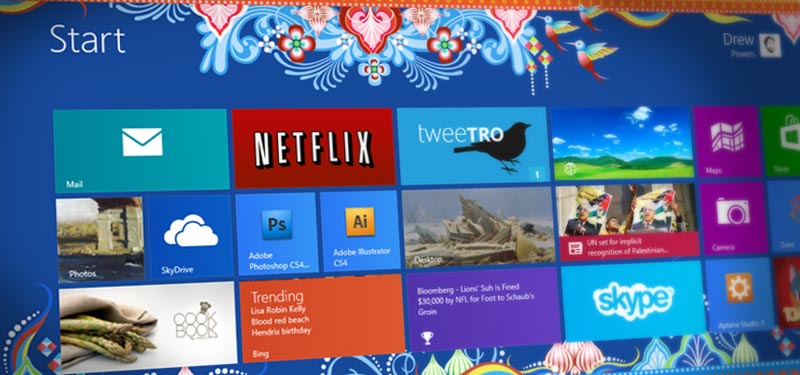 Start
Drew
Powers
Mail
NETFLIX
tweeTRO
1
Maps
Store
Photos
SkyDrive
Ps
Adobe
Photoshop CS4...
Ai
Adobe Illustrator
CS4
Desktop
UN set for implicit
recognition of Palestinian...
Camera
COOK
BOOK
Trending
Lisa Robin Kelly
Blood red beach
Hendrix birthday
Bing
Bloomberg - Lions' Suh Is Fined
$30,000 by NFL for Foot to Schaub's
Groin
skype
Aptana Studio 3